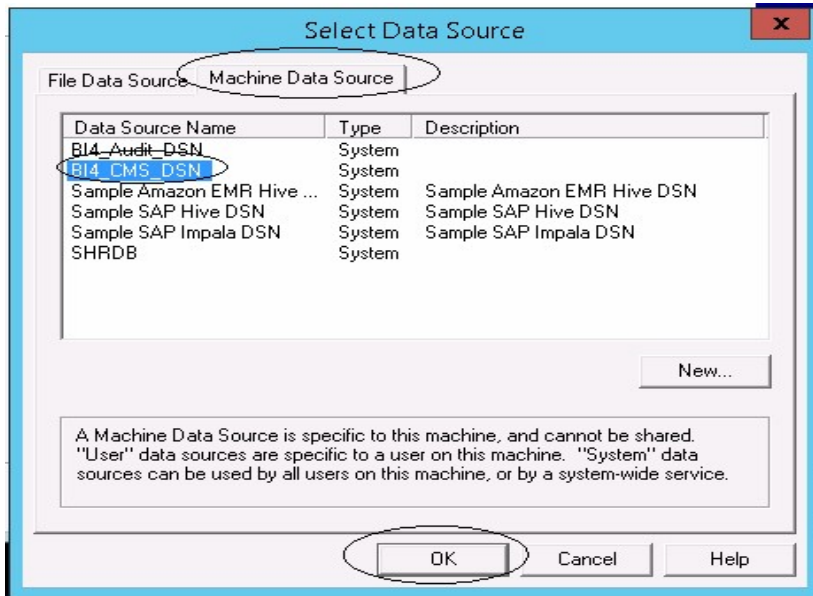 Select Data Source
x
File Data Source Machine Data Source
Data Source Name Type Description
BI4_Audit_DSN System
BI4_CMS_DSN System
Sample Amazon EMR Hive ... System Sample Amazon EMR Hive DSN
Sample SAP Hive DSN System Sample SAP Hive DSN
Sample SAP Impala DSN System Sample SAP Impala DSN
SHRDB System
New...
A Machine Data Source is specific to this machine, and cannot be shared.
"User" data sources are specific to a user on this machine. "System" data
sources can be used by all users on this machine, or by a system-wide service.
OK Cancel Help